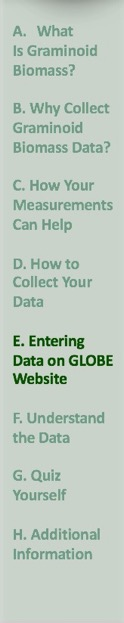 A. What
Is Graminoid
Biomass?
B. Why Collect
Graminoid
Biomass Data?
C. How Your
Measurements
Can Help
D. How to
Collect Your
Data
E. Entering
Data on GLOBE
Website
F. Understand
the Data
G. Quiz
Yourself
H. Additional
Information